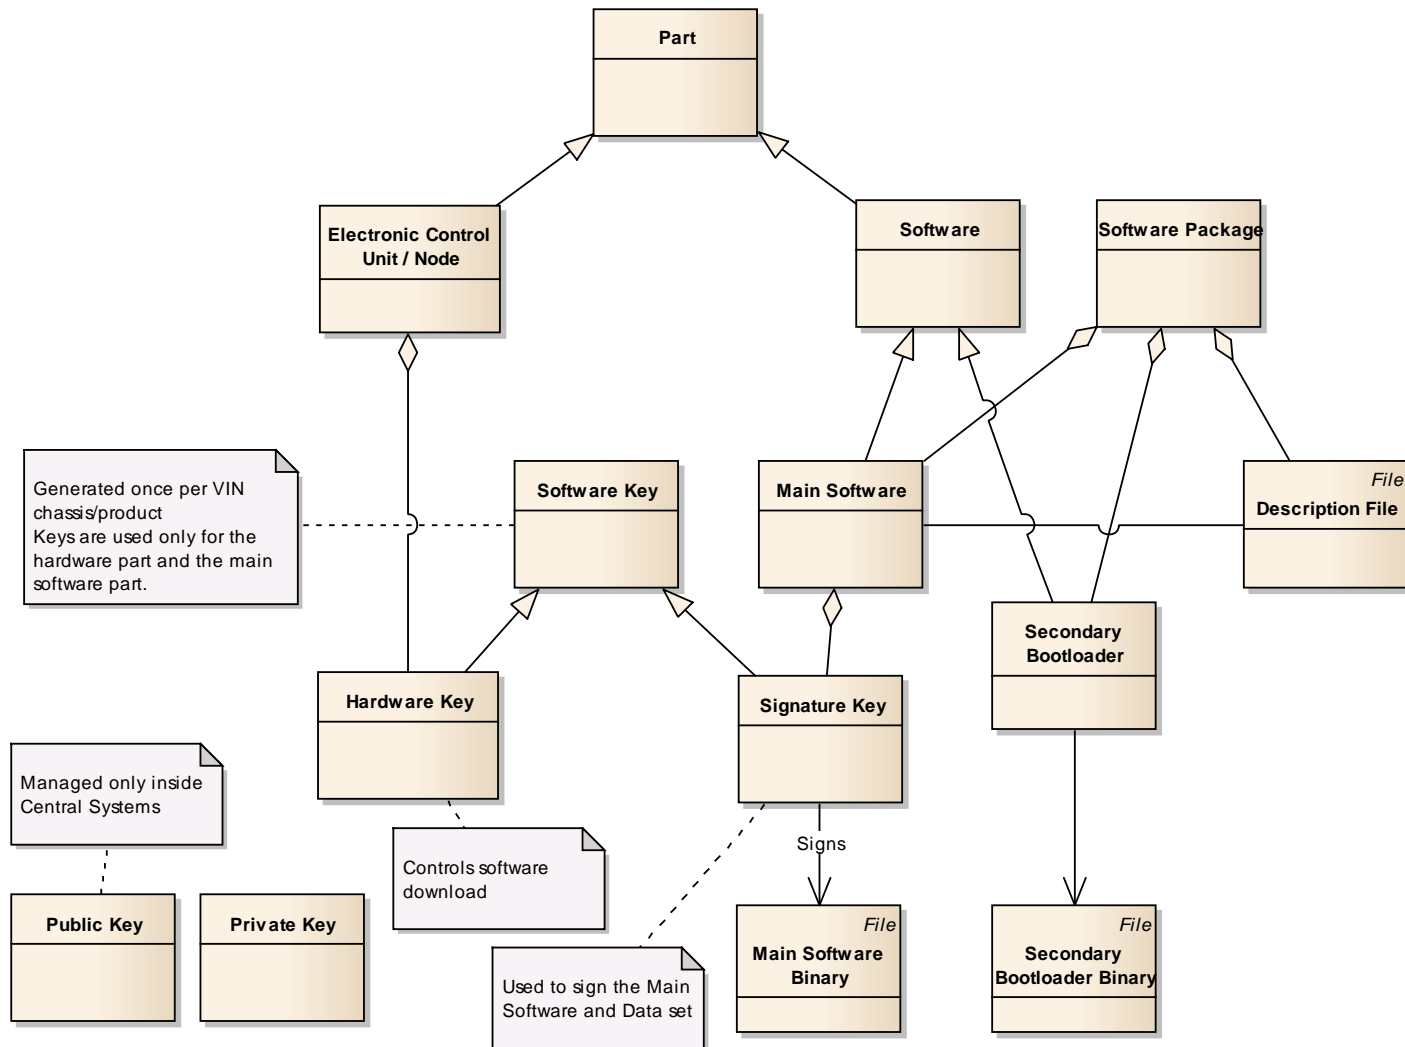 Part
Electronic Control
Unit / Node
Software
Software Package
Generated once per VIN
chassis/product
Keys are used only for the
hardware part and the main
software part.
Software Key
Main Software
File
Description File
Secondary
Bootloader
Hardware Key
Signature Key
Managed only inside
Central Systems
Controls software
download
Signs
Public Key
Private Key
File
Main Software
Binary
File
Secondary
Bootloader Binary
Used to sign the Main
Software and Data set